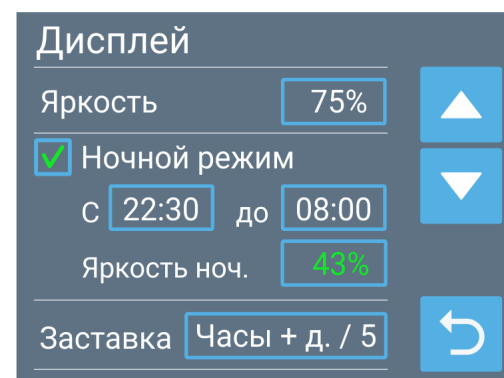 Дисплей
Яркость 75%
Ночной режим
С 22:30 до 08:00
Яркость ноч. 43%
Заставка Часы + д. / 5